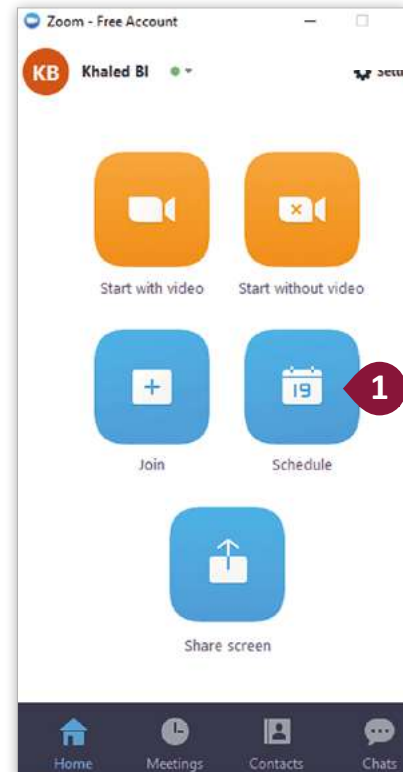 Zoom - Free Account
KB Khaled BI
Start with video Start without video
19 1
Join Schedule
Share screen
Home Meetings Contacts Chats